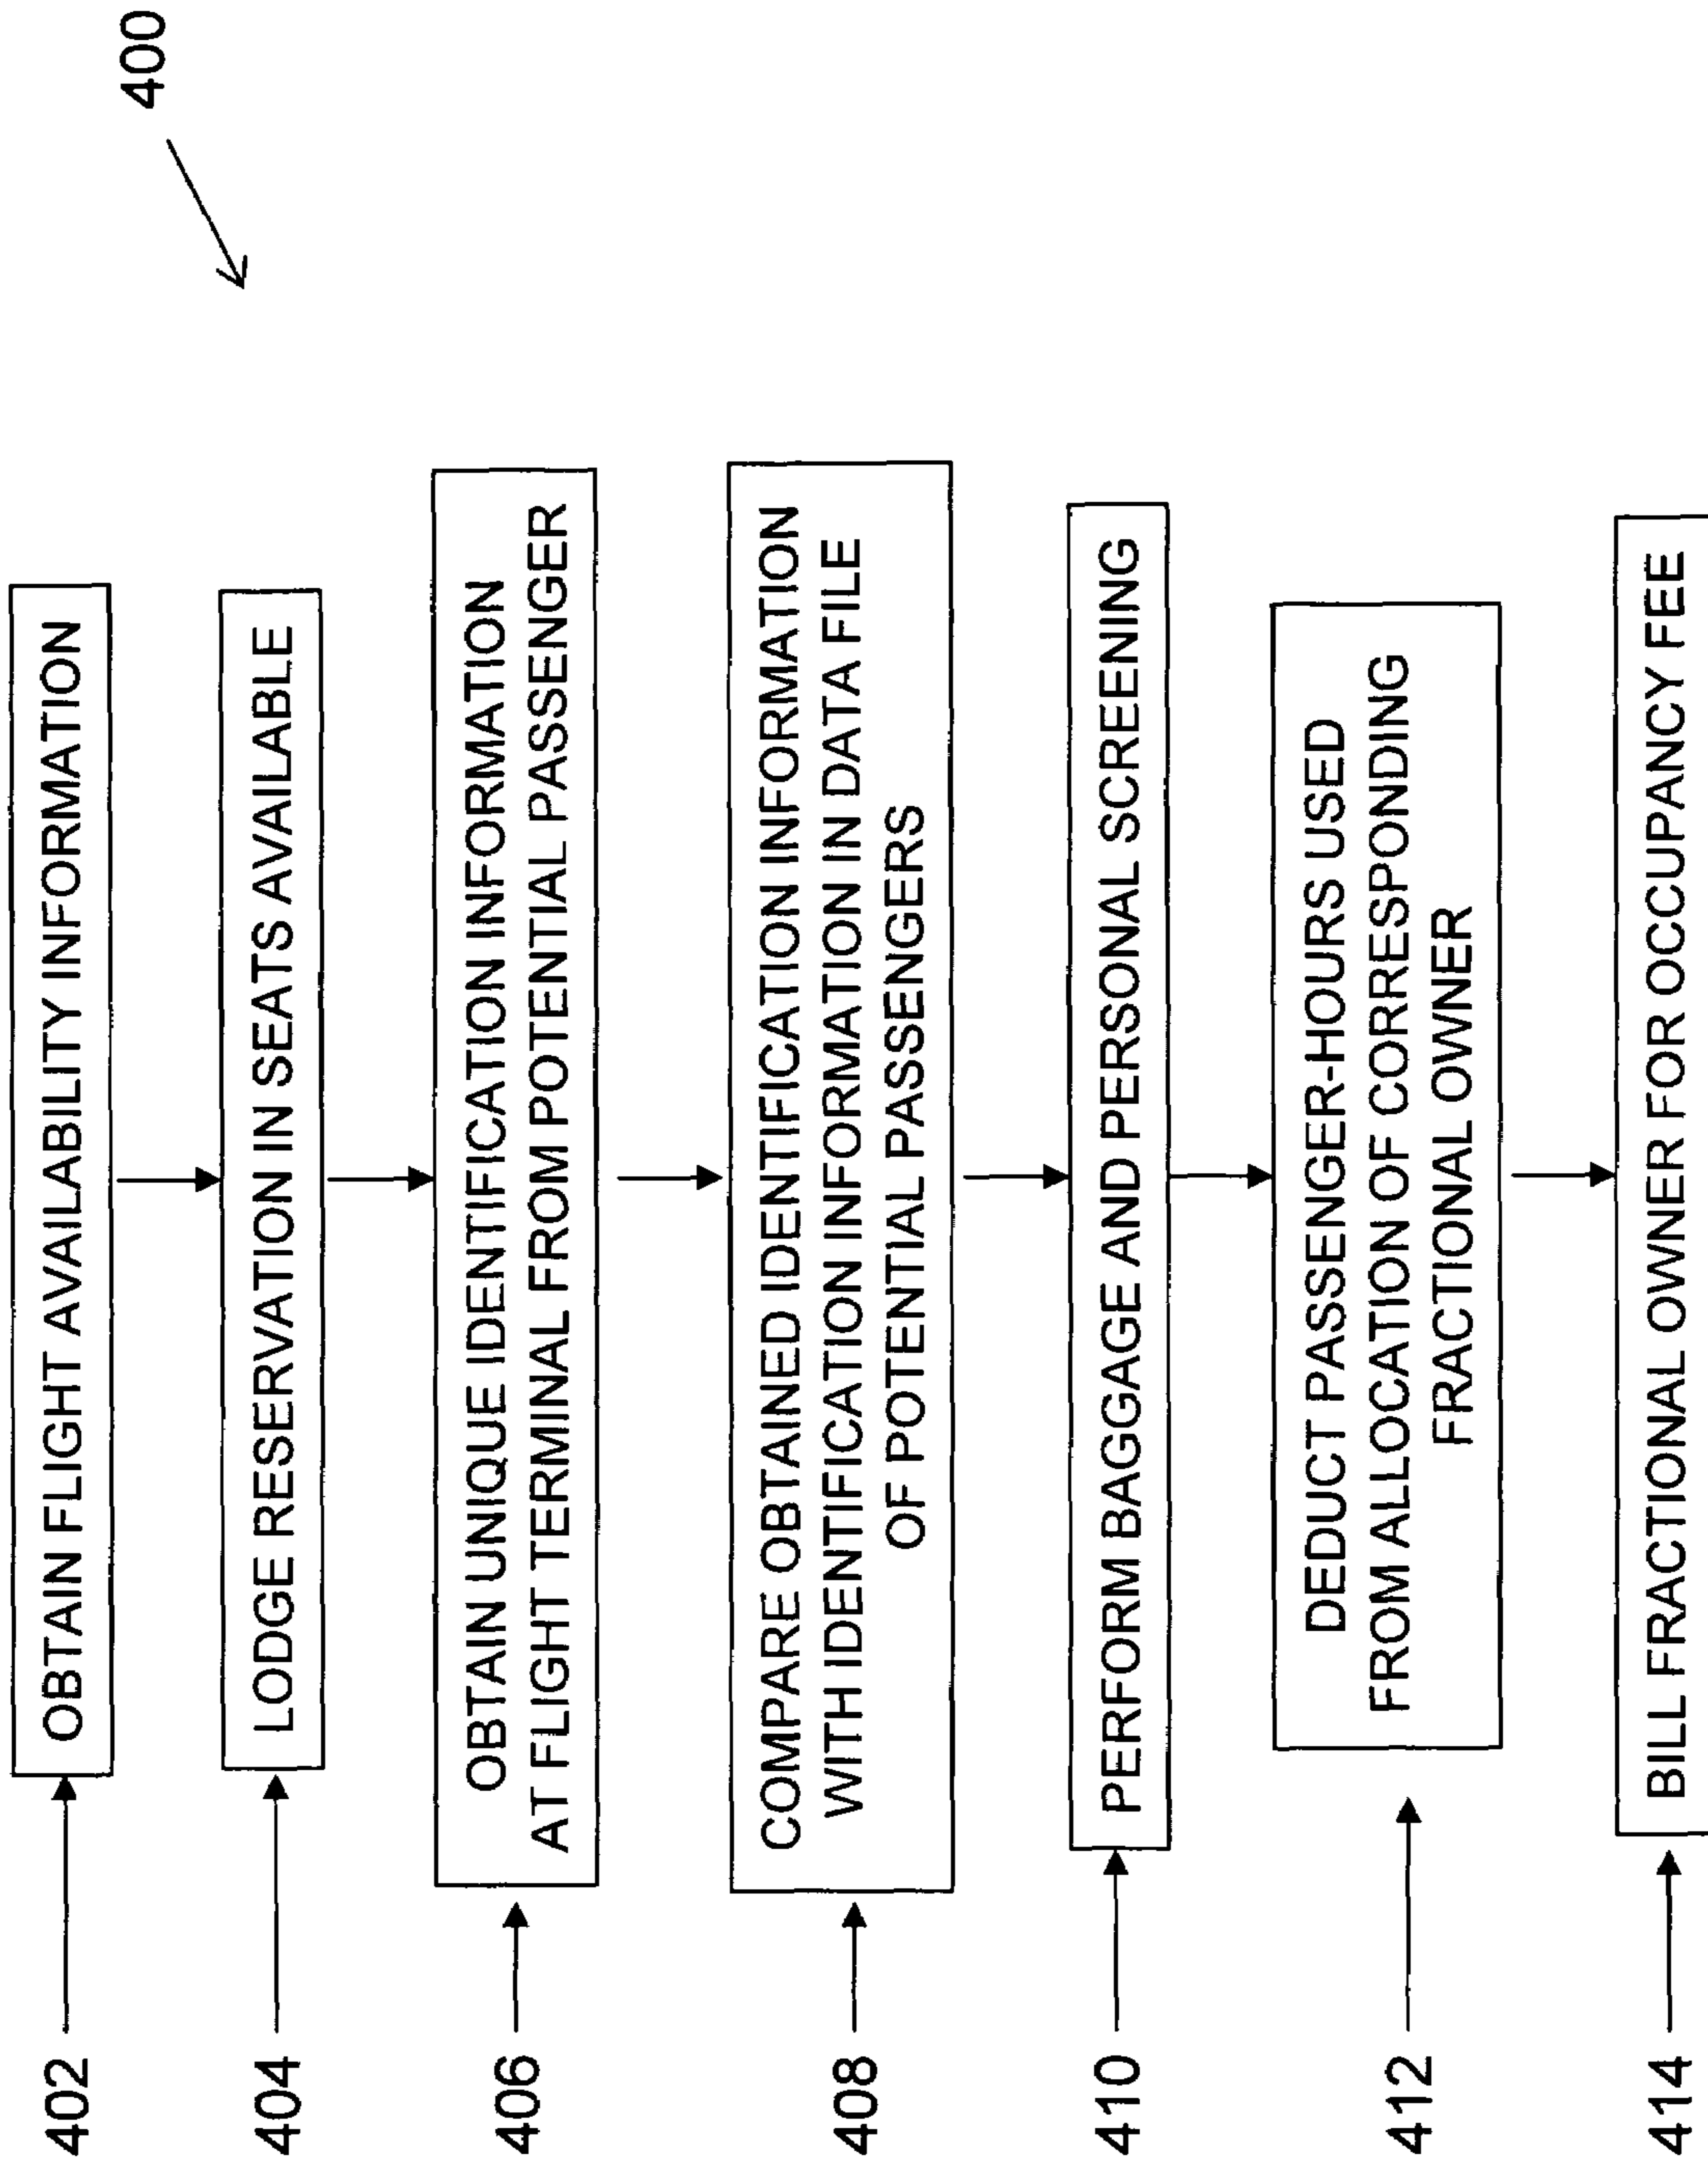 400
402
OBTAIN FLIGHT AVAILABILITY INFORMATION
404
LODGE RESERVATION IN SEATS AVAILABLE
406
OBTAIN UNIQUE IDENTIFICATION INFORMATION
AT FLIGHT TERMINAL FROM POTENTIAL PASSENGER
408
COMPARE OBTAINED IDENTIFICATION INFORMATION
WITH IDENTIFICATION INFORMATION IN DATA FILE
OF POTENTIAL PASSENGERS
410
PERFORM BAGGAGE AND PERSONAL SCREENING
412
DEDUCT PASSENGER-HOURS USED
FROM ALLOCATION OF CORRESPONDING
FRACTIONAL OWNER
414
BILL FRACTIONAL OWNER FOR OCCUPANCY FEE